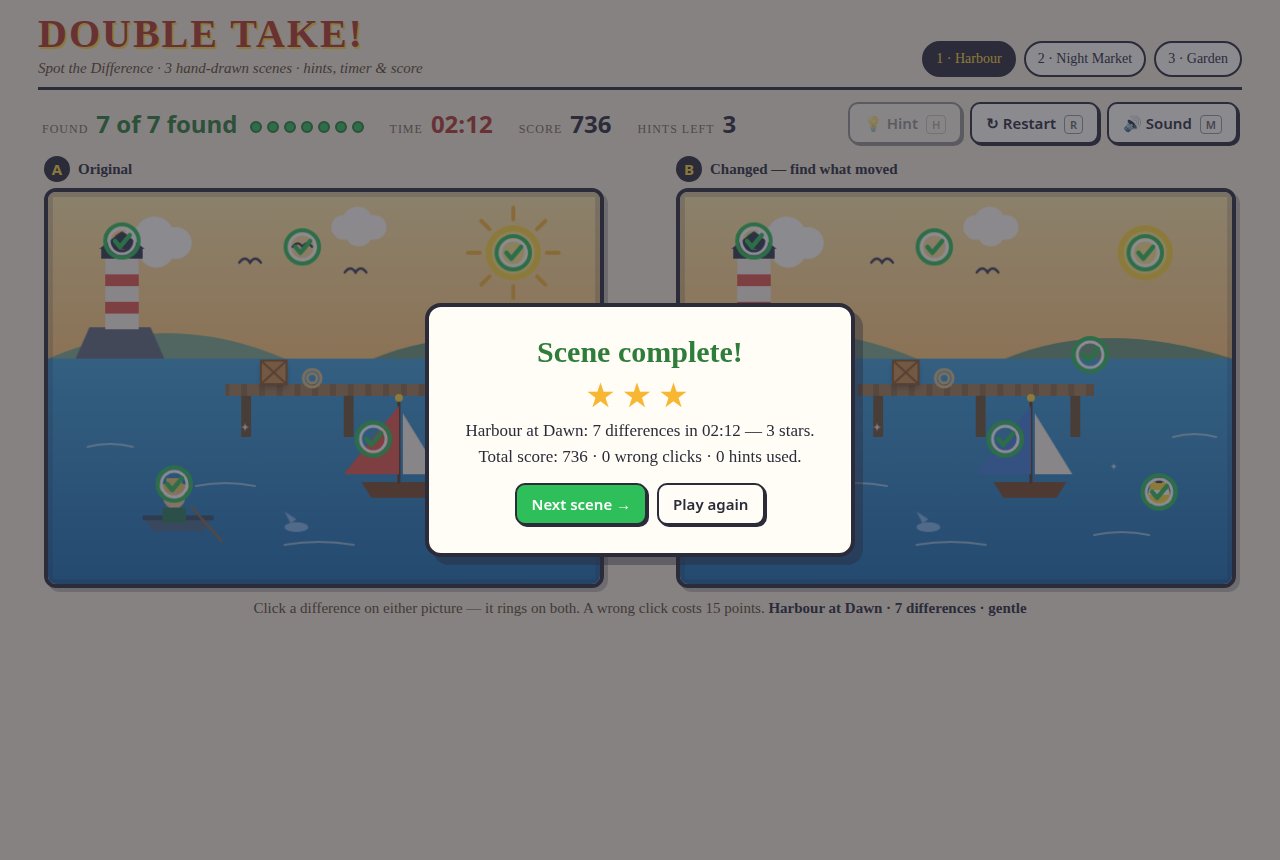 DOUBLE TAKE!
Spot the Difference · 3 hand-drawn scenes · hints, timer & score
1 · Harbour
2 · Night Market
3 · Garden
FOUND 7 of 7 found
TIME 02:12
SCORE 736
HINTS LEFT 3
💡 Hint H
↻ Restart R
🔊 Sound M
A Original
B Changed — find what moved
Scene complete!
★ ★ ★
Harbour at Dawn: 7 differences in 02:12 — 3 stars.
Total score: 736 · 0 wrong clicks · 0 hints used.
Next scene →
Play again
Click a difference on either picture — it rings on both. A wrong click costs 15 points. Harbour at Dawn · 7 differences · gentle